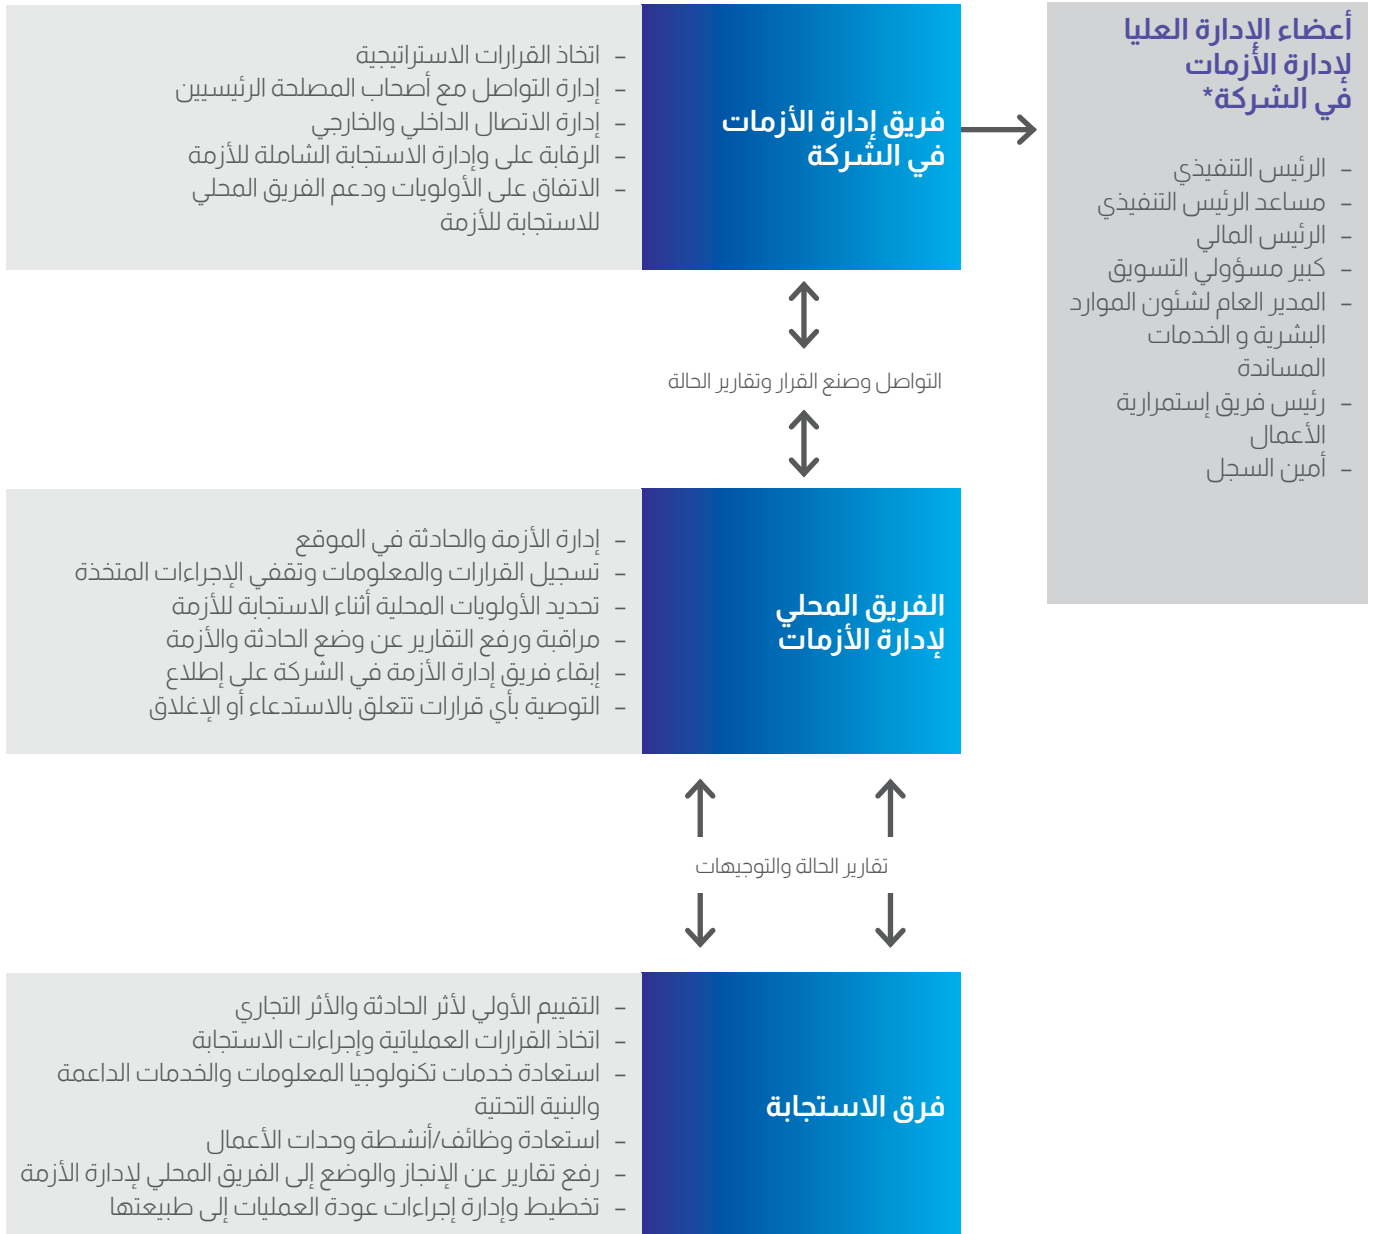 أعضاء الإدارة العليا
لإدارة الأزمات
في الشركة*
– الرئيس التنفيذي
– مساعد الرئيس التنفيذي
– الرئيس المالي
– كبير مسؤولي التسويق
– المدير العام لشئون الموارد
البشرية و الخدمات
المساندة
– رئيس فريق إستمرارية
الأعمال
– أمين السجل
فريق إدارة الأزمات
في الشركة
– اتخاذ القرارات الاستراتيجية
– إدارة التواصل مع أصحاب المصلحة الرئيسيين
– إدارة الاتصال الداخلي والخارجي
– الرقابة على وإدارة الاستجابة الشاملة للأزمة
– الاتفاق على الأولويات ودعم الفريق المحلي
للاستجابة للأزمة
التواصل وصنع القرار وتقارير الحالة
الفريق المحلي
لإدارة الأزمات
– إدارة الأزمة والحادثة في الموقع
– تسجيل القرارات والمعلومات وتقفي الإجراءات المتخذة
– تحديد الأولويات المحلية أثناء الاستجابة للأزمة
– مراقبة ورفع التقارير عن وضع الحادثة والأزمة
– إبقاء فريق إدارة الأزمة في الشركة على إطلاع
– التوصية بأي قرارات تتعلق بالاستدعاء أو الإغلاق
تقارير الحالة والتوجيهات
فرق الاستجابة
– التقييم الأولي لأثر الحادثة والأثر التجاري
– اتخاذ القرارات العملياتية وإجراءات الاستجابة
– استعادة خدمات تكنولوجيا المعلومات والخدمات الداعمة
والبنية التحتية
– استعادة وظائف/أنشطة وحدات الأعمال
– رفع تقارير عن الإنجاز والوضع إلى الفريق المحلي لإدارة الأزمة
– تخطيط وإدارة إجراءات عودة العمليات إلى طبيعتها